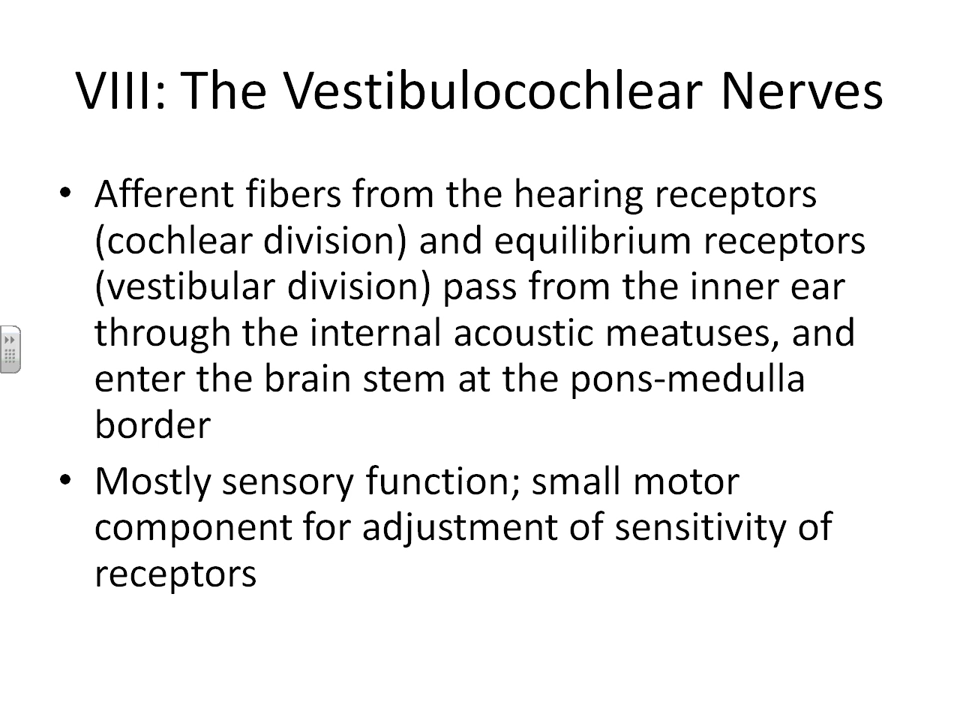 VIII: The Vestibulocochlear Nerves
• Afferent fibers from the hearing receptors
(cochlear division) and equilibrium receptors
(vestibular division) pass from the inner ear
through the internal acoustic meatuses, and
enter the brain stem at the pons-medulla
border
• Mostly sensory function; small motor
component for adjustment of sensitivity of
receptors